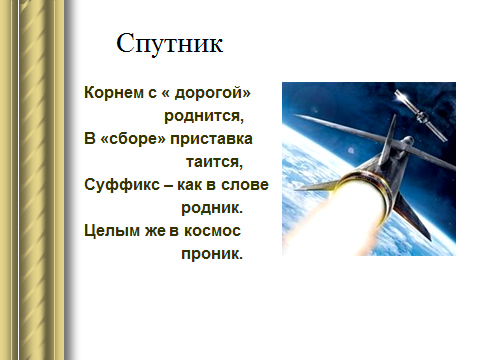 Спутник
Корнем с « дорогой»
роднится,
В «сборе» приставка
таится,
Суффикс – как в слове
родник.
Целым же в космос
проник.